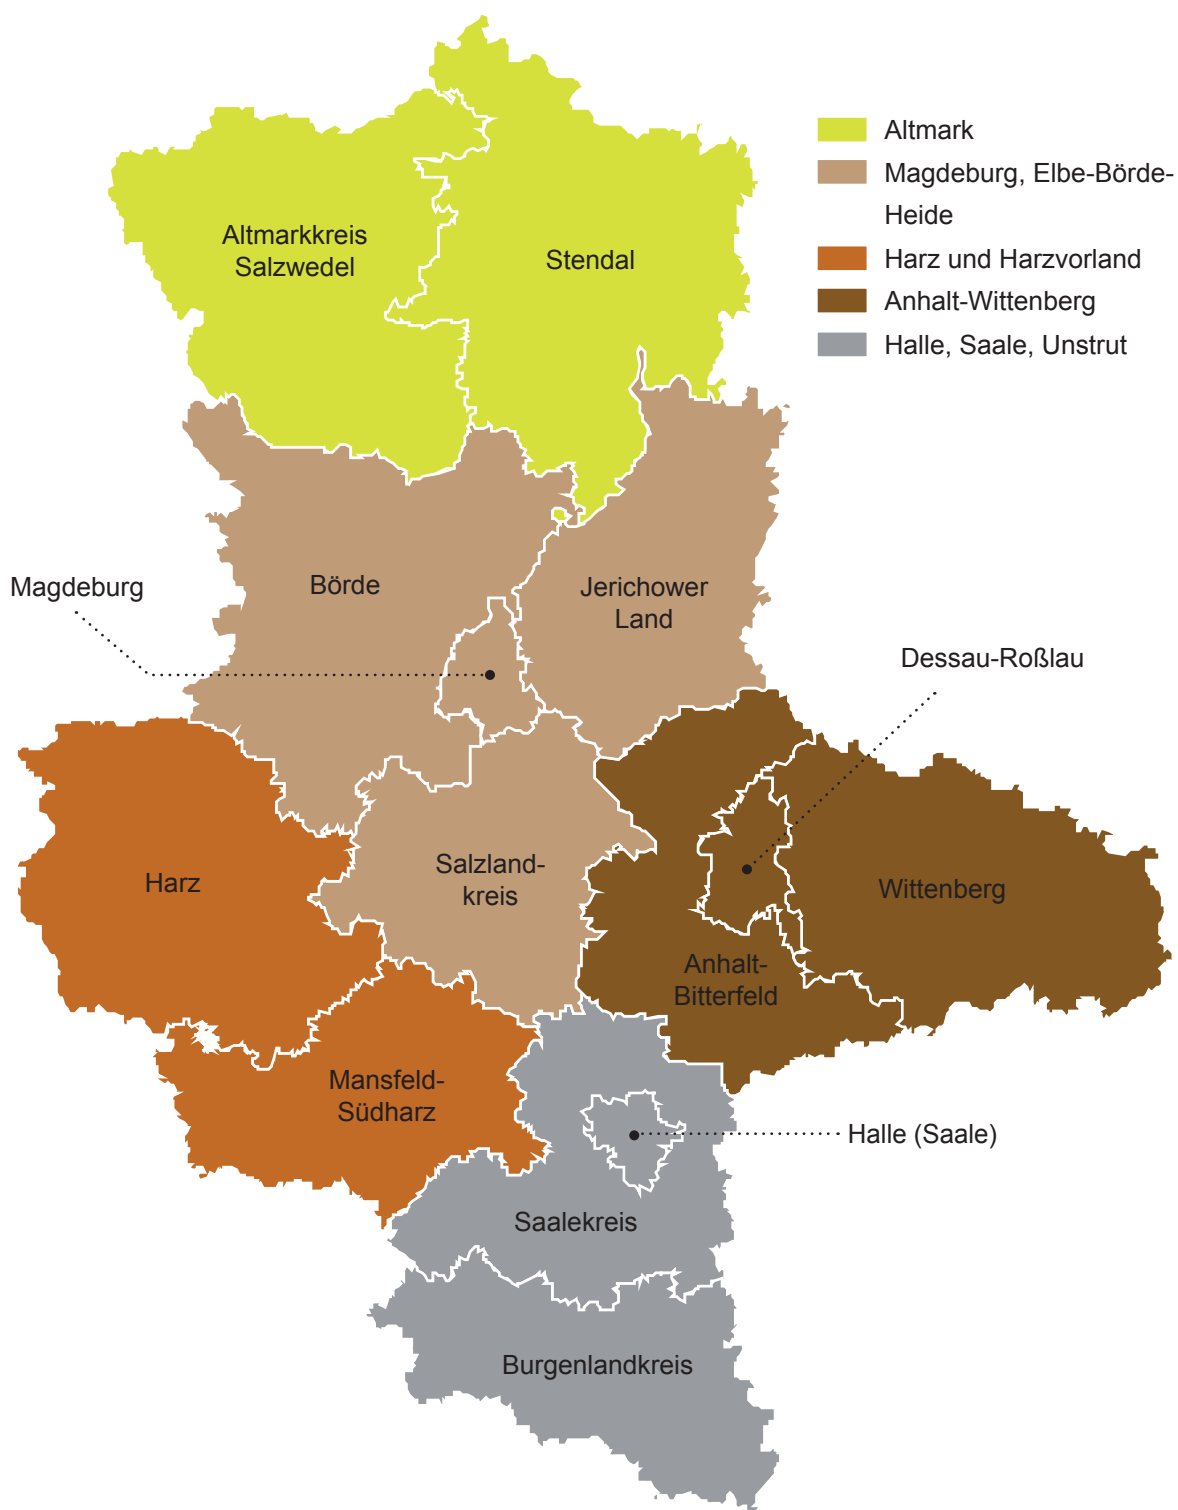 Altmark
Magdeburg, Elbe-Börde-
Heide
Harz und Harzvorland
Anhalt-Wittenberg
Halle, Saale, Unstrut
Altmarkkreis
Salzwedel
Stendal
Magdeburg
Börde
Jerichower
Land
Dessau-Roßlau
Harz
Salzland-
kreis
Wittenberg
Anhalt-
Bitterfeld
Mansfeld-
Südharz
Halle (Saale)
Saalekreis
Burgenlandkreis